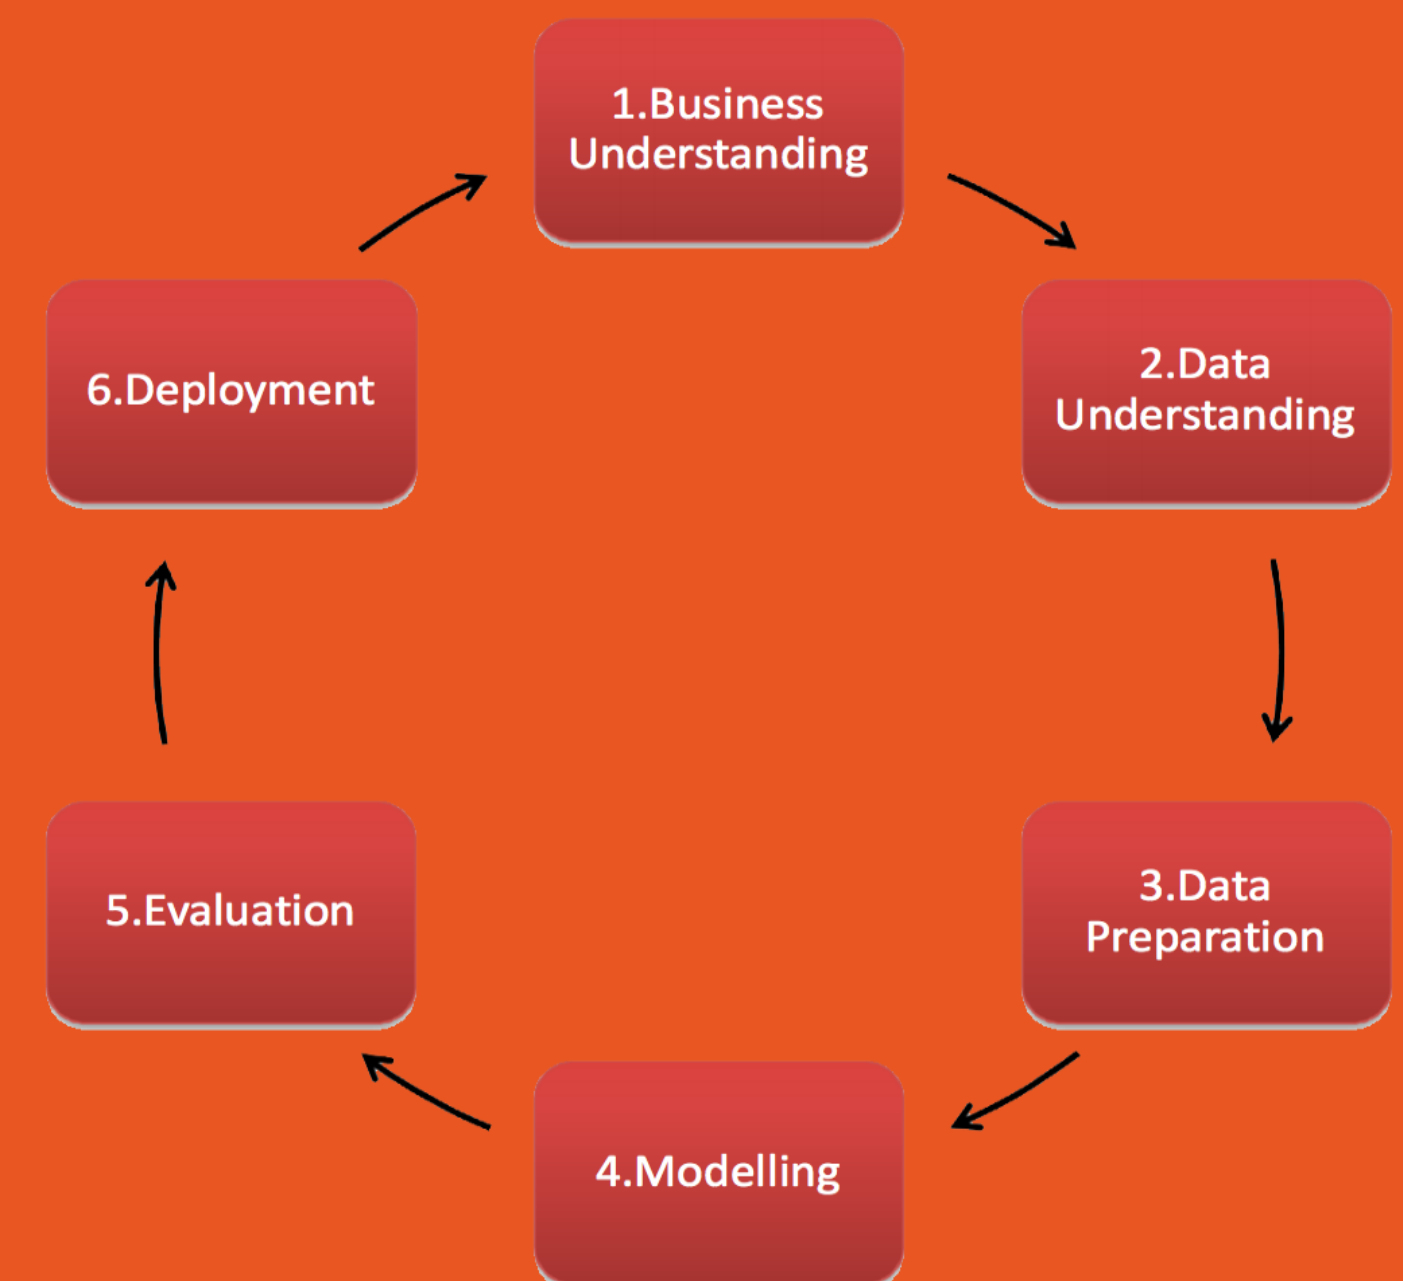 1.Business
Understanding
2.Data
Understanding
3.Data
Preparation
4.Modelling
5.Evaluation
6.Deployment